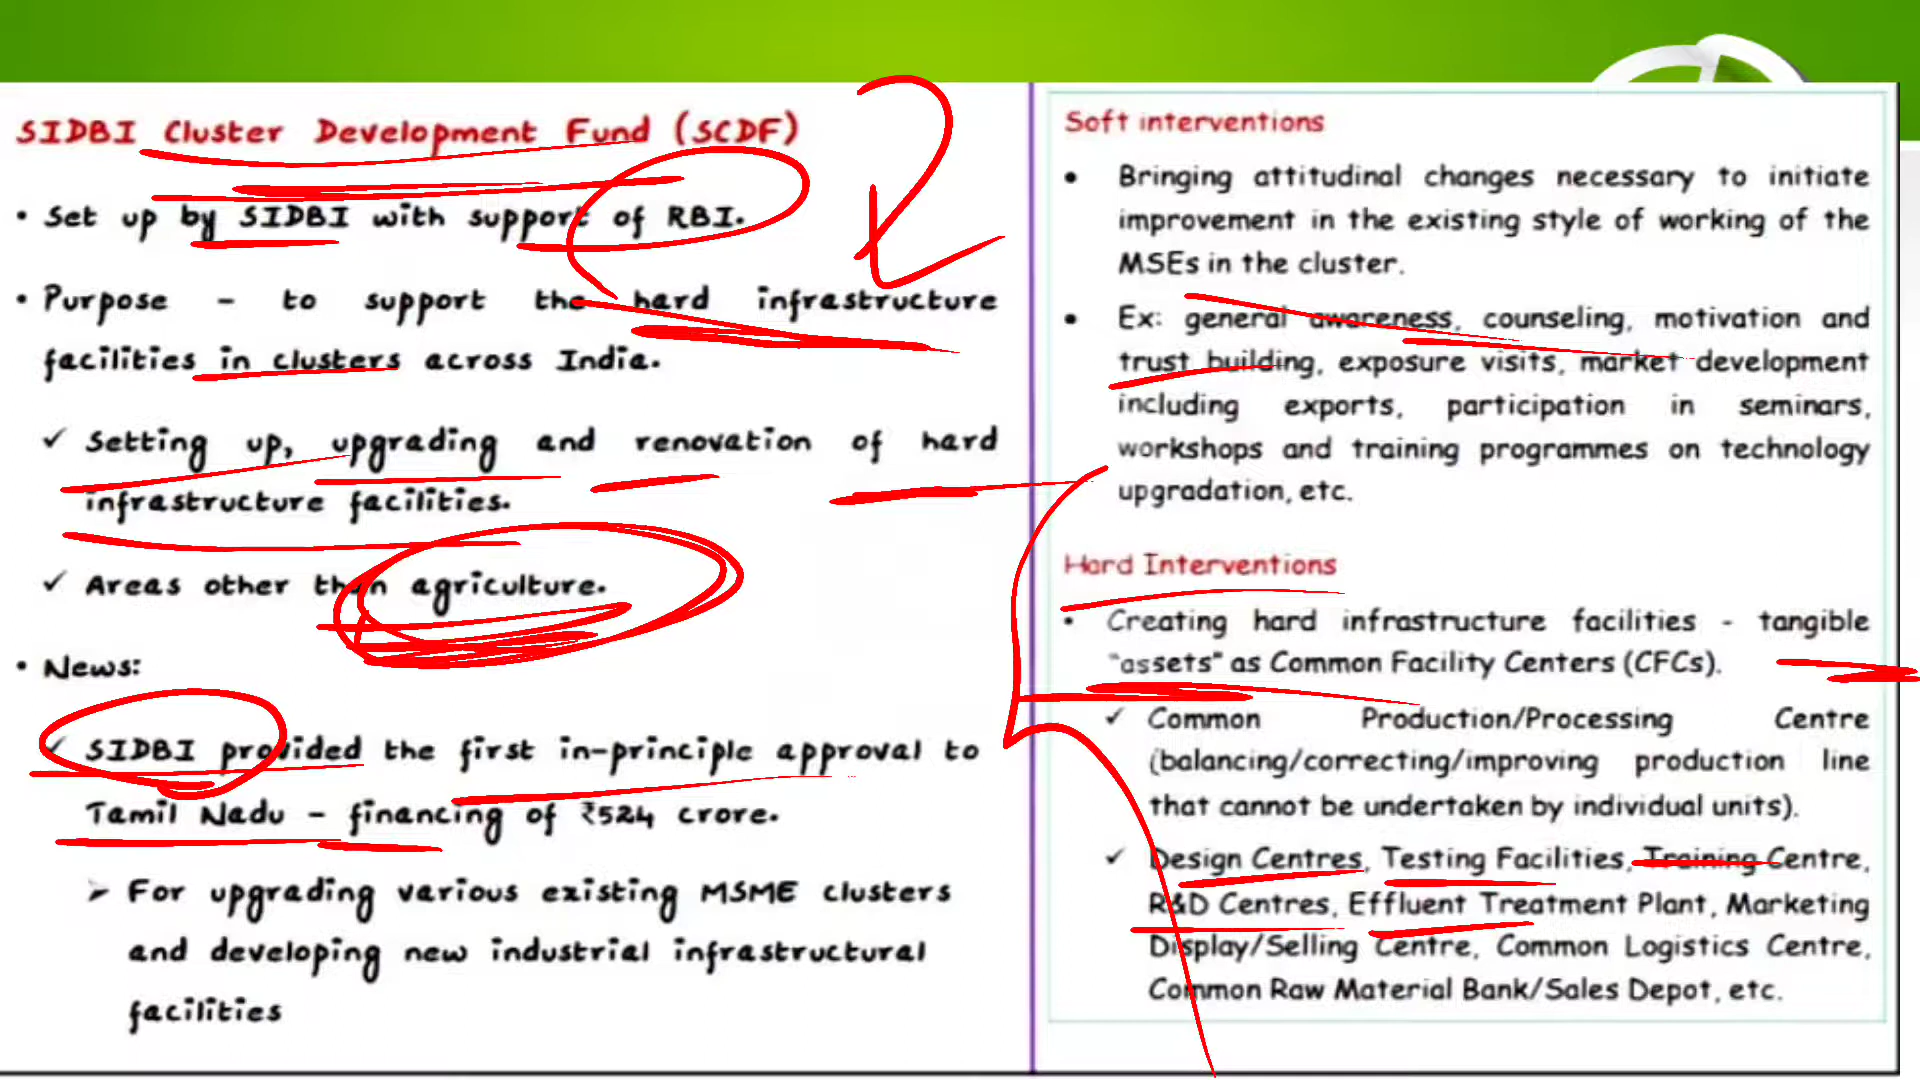 SIDBI Cluster Development Fund (SCDF)
• Set up by SIDBI with support of RBI.
• Purpose - to support the hard infrastructure
facilities in clusters across India.
✓ Setting up, upgrading and renovation of hard
infrastructure facilities.
✓ Areas other than agriculture.
• News:
✓ SIDBI provided the first in-principle approval to
Tamil Nadu - financing of ₹524 crore.
➢ For upgrading various existing MSME clusters
and developing new industrial infrastructural
facilities
Soft interventions
• Bringing attitudinal changes necessary to initiate
improvement in the existing style of working of the
MSEs in the cluster.
• Ex: general awareness, counseling, motivation and
trust building, exposure visits, market development
including exports, participation in seminars,
workshops and training programmes on technology
upgradation, etc.
Hard Interventions
• Creating hard infrastructure facilities - tangible
"assets" as Common Facility Centers (CFCs).
✓ Common Production/Processing Centre
(balancing/correcting/improving production line
that cannot be undertaken by individual units).
✓ Design Centres, Testing Facilities, Training Centre,
R&D Centres, Effluent Treatment Plant, Marketing
Display/Selling Centre, Common Logistics Centre,
Common Raw Material Bank/Sales Depot, etc.